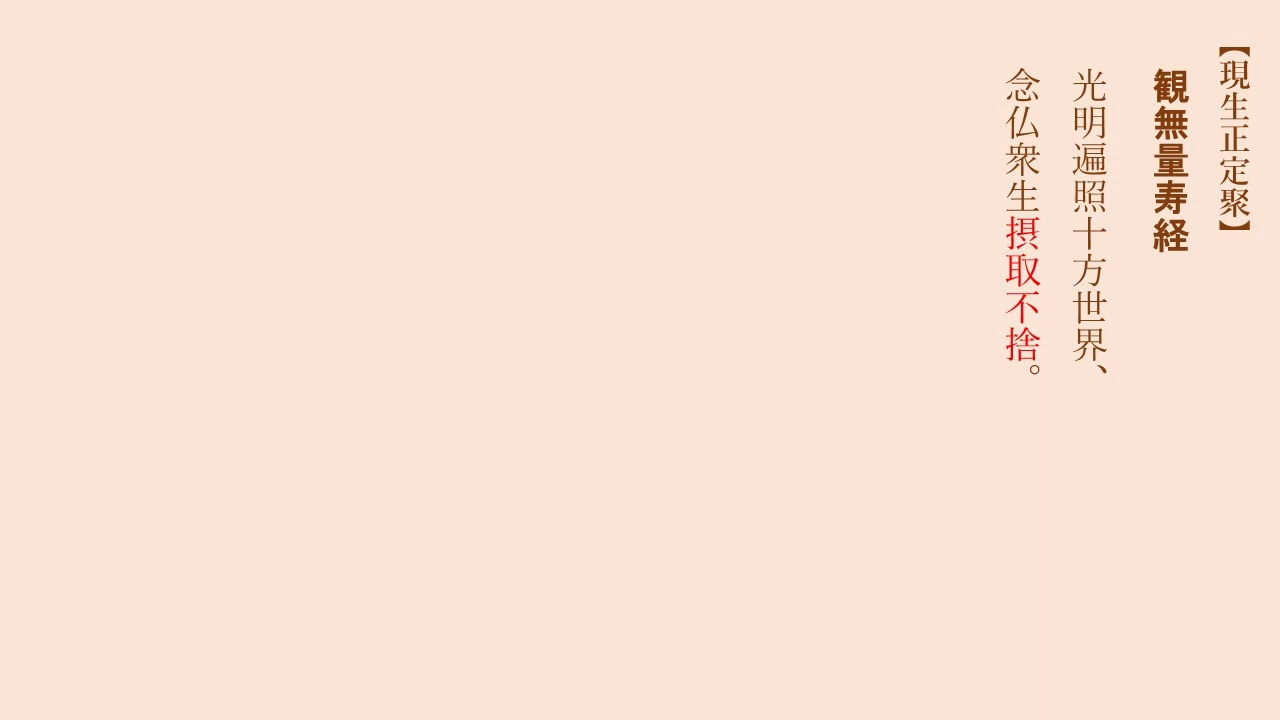 【現生正定聚】
観無量寿経
光明遍照十方世界、
念仏衆生摂取不捨。